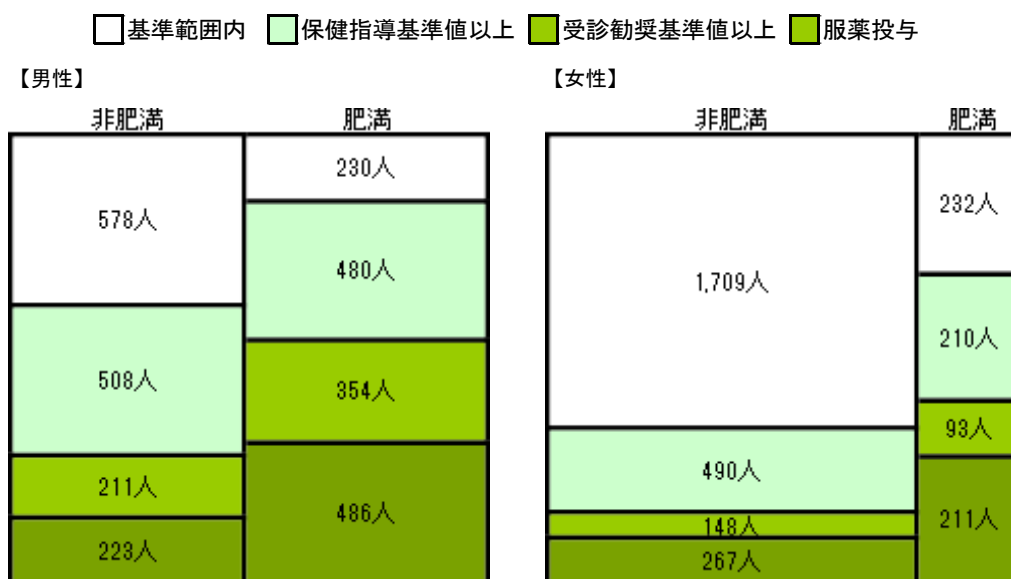 基準範囲内 保健指導基準値以上 受診勧奨基準値以上 服薬投与
【男性】 【女性】
非肥満 肥満 非肥満 肥満
578人 230人 1,709人 232人
508人 480人 490人 210人
211人 354人 148人 93人
223人 486人 267人 211人